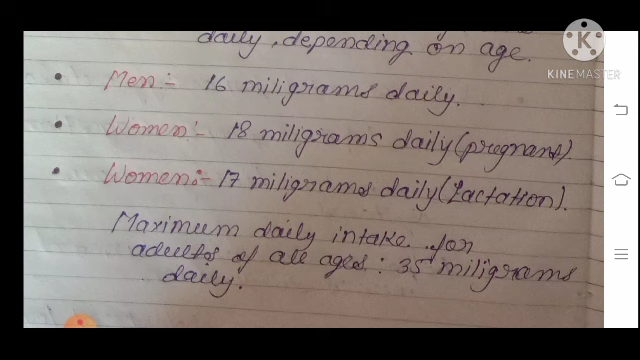 daily, depending on age.
KINEMASTER
Men:- 16 miligrams daily.
Women:- 18 miligrams daily (pregnant).
Women:- 17 miligrams daily (Lactation).
Maximum daily intake for
adults of all ages: 35 miligrams
daily.